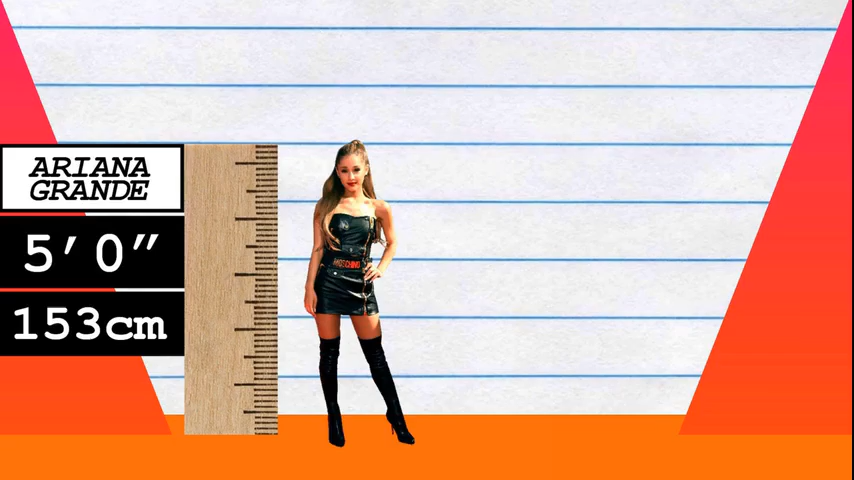 ARIANA
GRANDE
5’0”
153cm
MOSCHINO